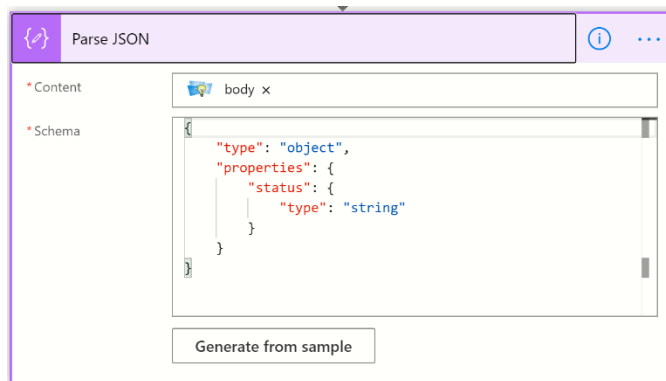 Parse JSON
*Content
body ×
*Schema
{
    "type": "object",
    "properties": {
        "status": {
            "type": "string"
        }
    }
}
Generate from sample